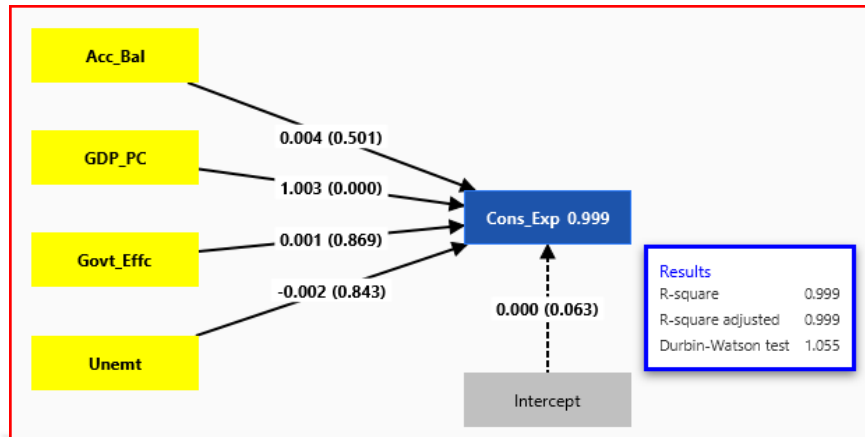 Acc_Bal
0.004 (0.501)
GDP_PC
1.003 (0.000)
Cons_Exp 0.999
Govt_Effc
0.001 (0.869)
-0.002 (0.843)
Unemt
0.000 (0.063)
Intercept
Results
R-square 0.999
R-square adjusted 0.999
Durbin-Watson test 1.055